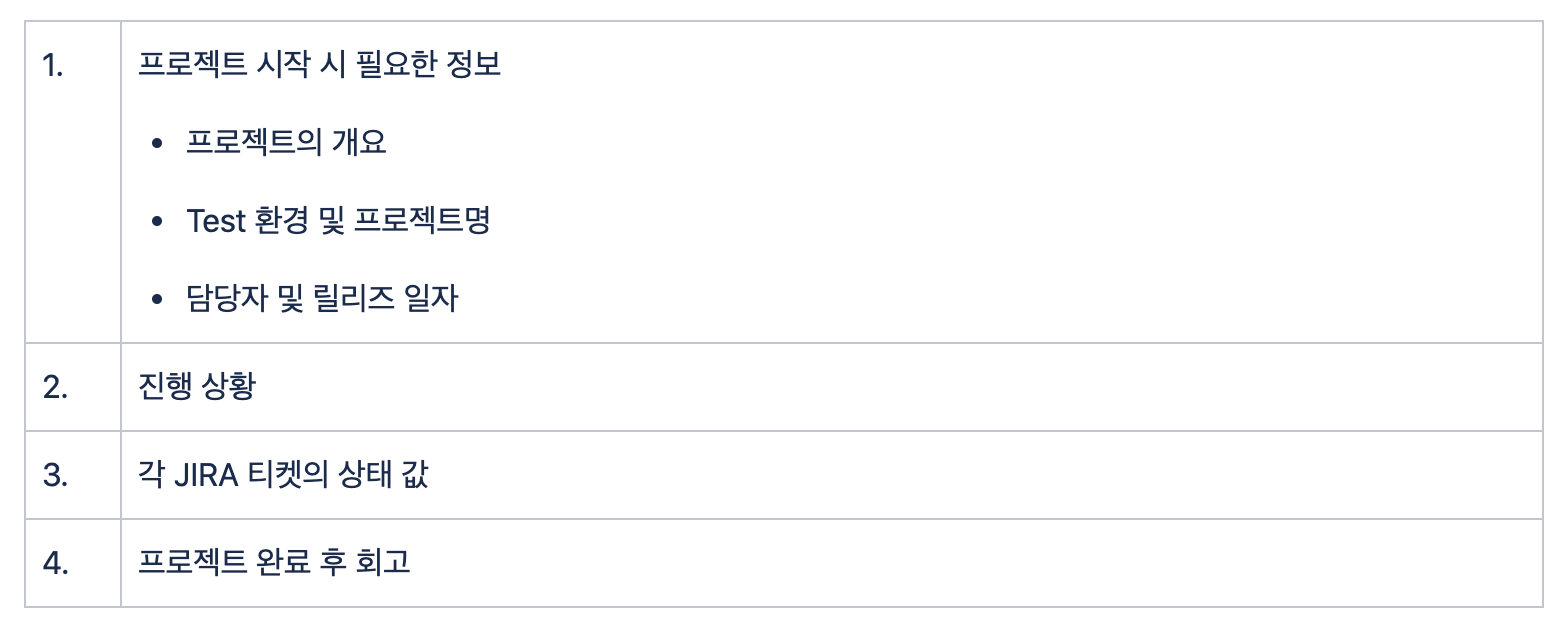 1. 프로젝트 시작 시 필요한 정보
• 프로젝트의 개요
• Test 환경 및 프로젝트명
• 담당자 및 릴리즈 일자
2. 진행 상황
3. 각 JIRA 티켓의 상태 값
4. 프로젝트 완료 후 회고